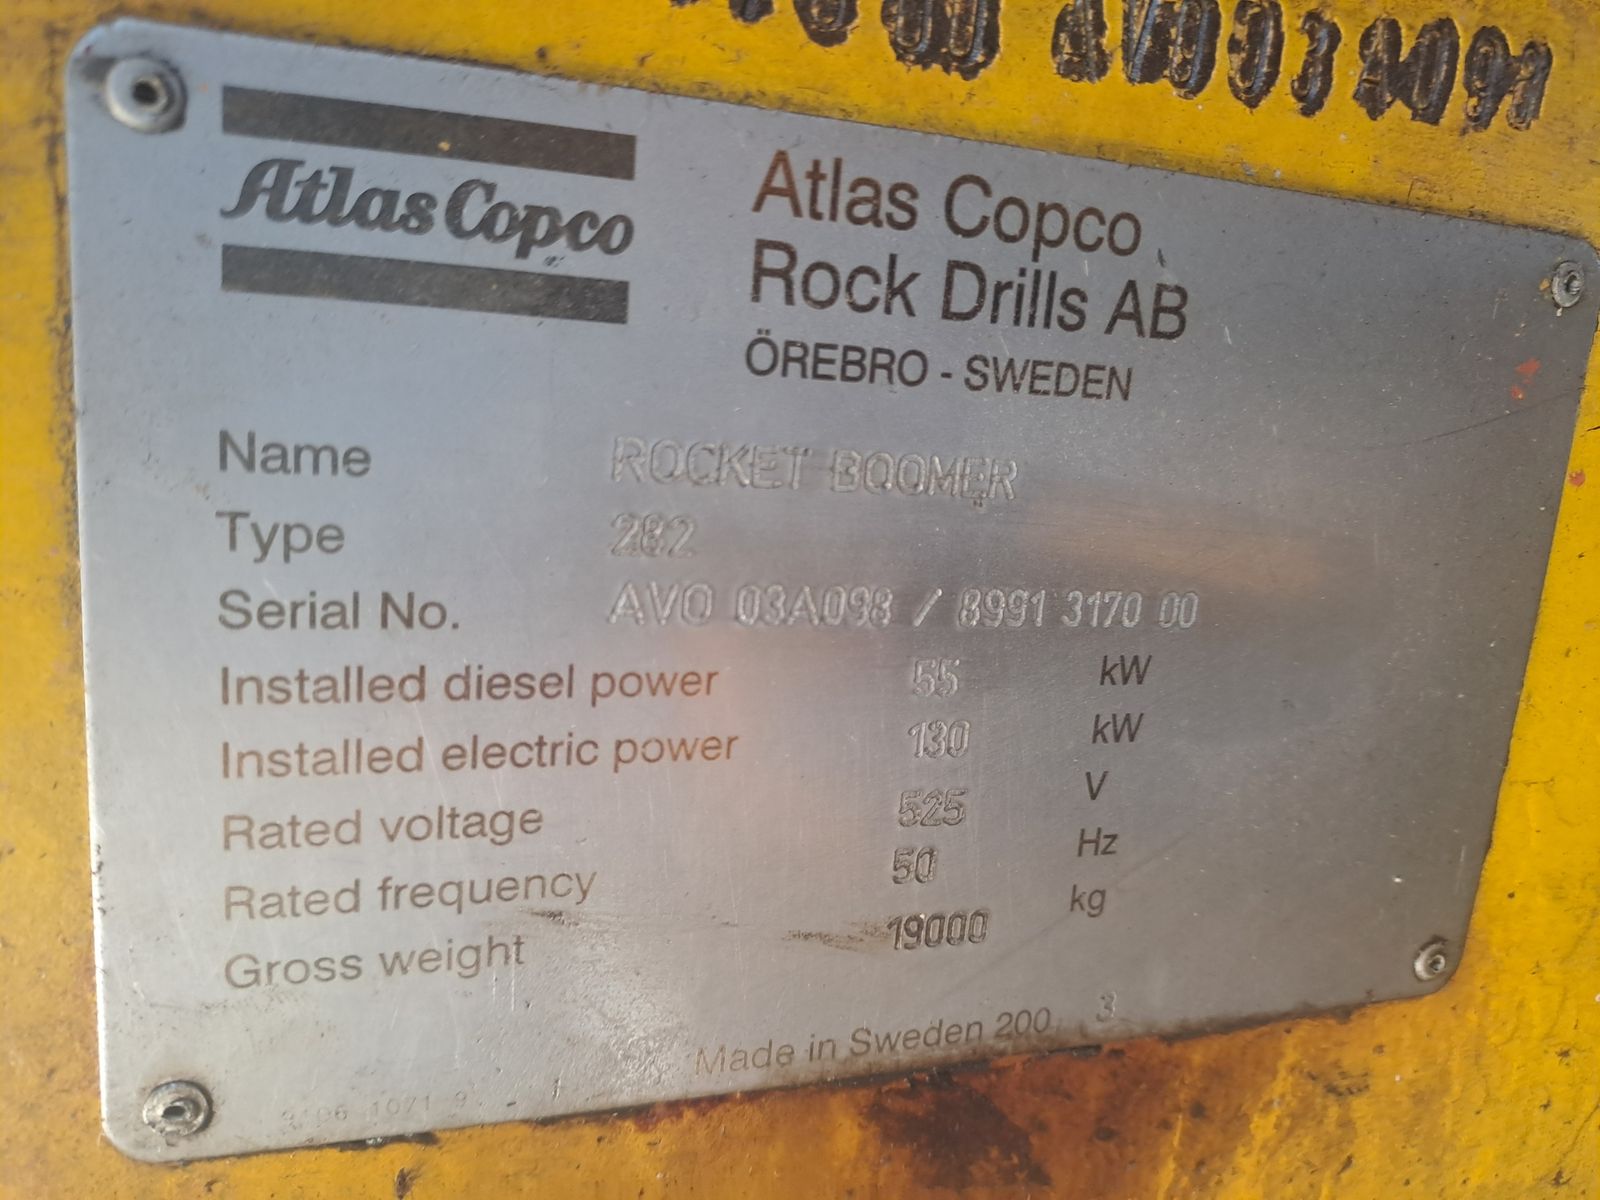 Atlas Copco
Atlas Copco
Rock Drills AB
ÖREBRO - SWEDEN
Name ROCKET BOOMER
Type 282
Serial No. AVO 03A098 / 8991 3170 00
Installed diesel power 55 kW
Installed electric power 130 kW
Rated voltage 525 V
Rated frequency 50 Hz
Gross weight 19000 kg
Made in Sweden 200 3